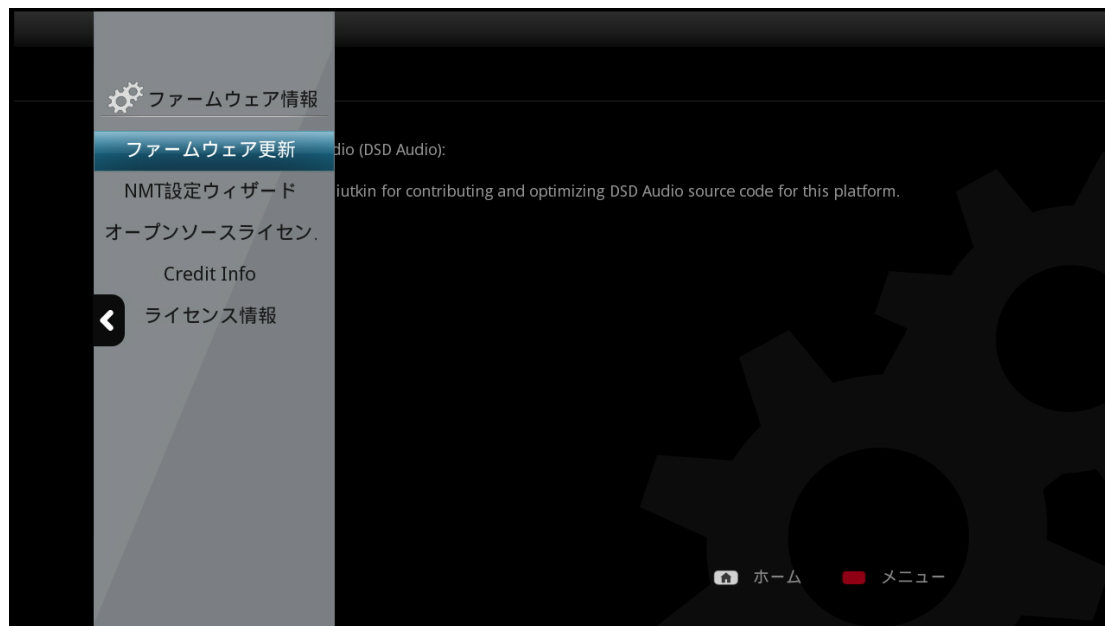 ファームウェア情報
ファームウェア更新
NMT設定ウィザード
オープンソースライセン.
Credit Info
ライセンス情報
dio (DSD Audio):
iutkin for contributing and optimizing DSD Audio source code for this platform.
ホーム
メニュー